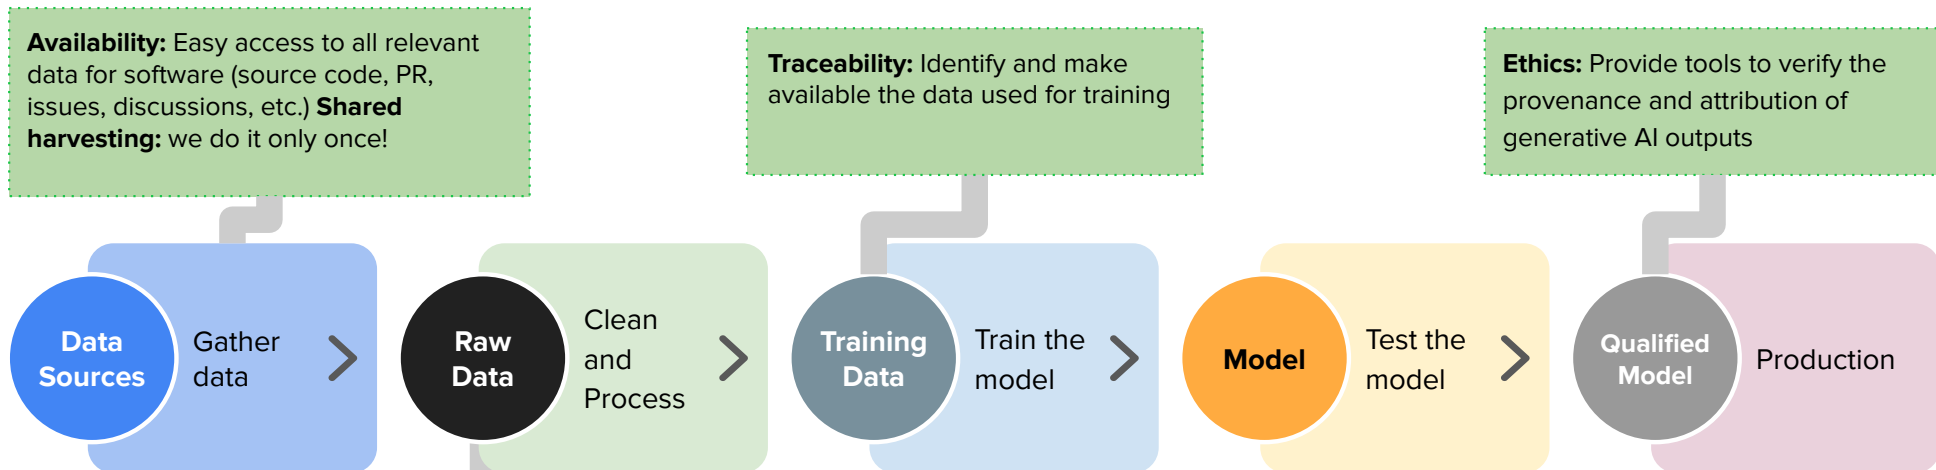 Availability: Easy access to all relevant
data for software (source code, PR,
issues, discussions, etc.) Shared
harvesting: we do it only once!
Traceability: Identify and make
available the data used for training
Ethics: Provide tools to verify the
provenance and attribution of
generative AI outputs
Data
Sources
Gather
data
Raw
Data
Clean
and
Process
Training
Data
Train the
model
Model
Test the
model
Qualified
Model
Production